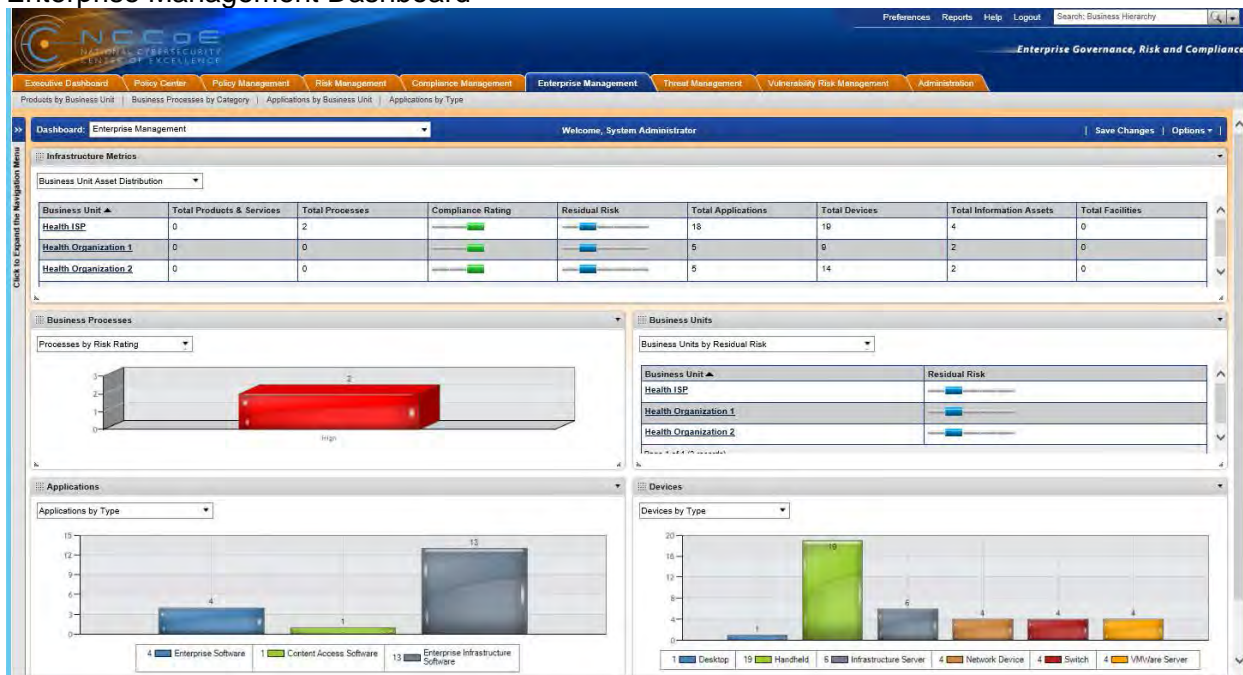 Enterprise Management Dashboard
Preferences Reports Help Logout Search: Business Hierarchy
NCCoE
NATIONAL CYBERSECURITY
CENTER OF EXCELLENCE
Enterprise Governance, Risk and Compliance
Executive Dashboard Policy Center Policy Management Risk Management Compliance Management Enterprise Management Threat Management Vulnerability Risk Management Administration
Products by Business Unit | Business Processes by Category | Applications by Business Unit | Applications by Type
Click to Expand the Navigation Menu
Dashboard: Enterprise Management Welcome, System Administrator | Save Changes | Options |
Infrastructure Metrics
Business Unit Asset Distribution
Business Unit Total Products & Services Total Processes Compliance Rating Residual Risk Total Applications Total Devices Total Information Assets Total Facilities
Health ISP 0 2 18 19 4 0
Health Organization 1 0 0 5 9 2 0
Health Organization 2 0 0 5 14 2 0
Business Processes
Processes by Risk Rating
3
2
1
0
2
High
Business Units
Business Units by Residual Risk
Business Unit Residual Risk
Health ISP
Health Organization 1
Health Organization 2
Applications
Applications by Type
15
12
9
6
3
0
4
1
13
4 Enterprise Software 1 Content Access Software 13 Enterprise Infrastructure
Software
Devices
Devices by Type
20
16
12
8
4
0
1
19
6
4
4
4
1 Desktop 19 Handheld 6 Infrastructure Server 4 Network Device 4 Switch 4 VMWare Server